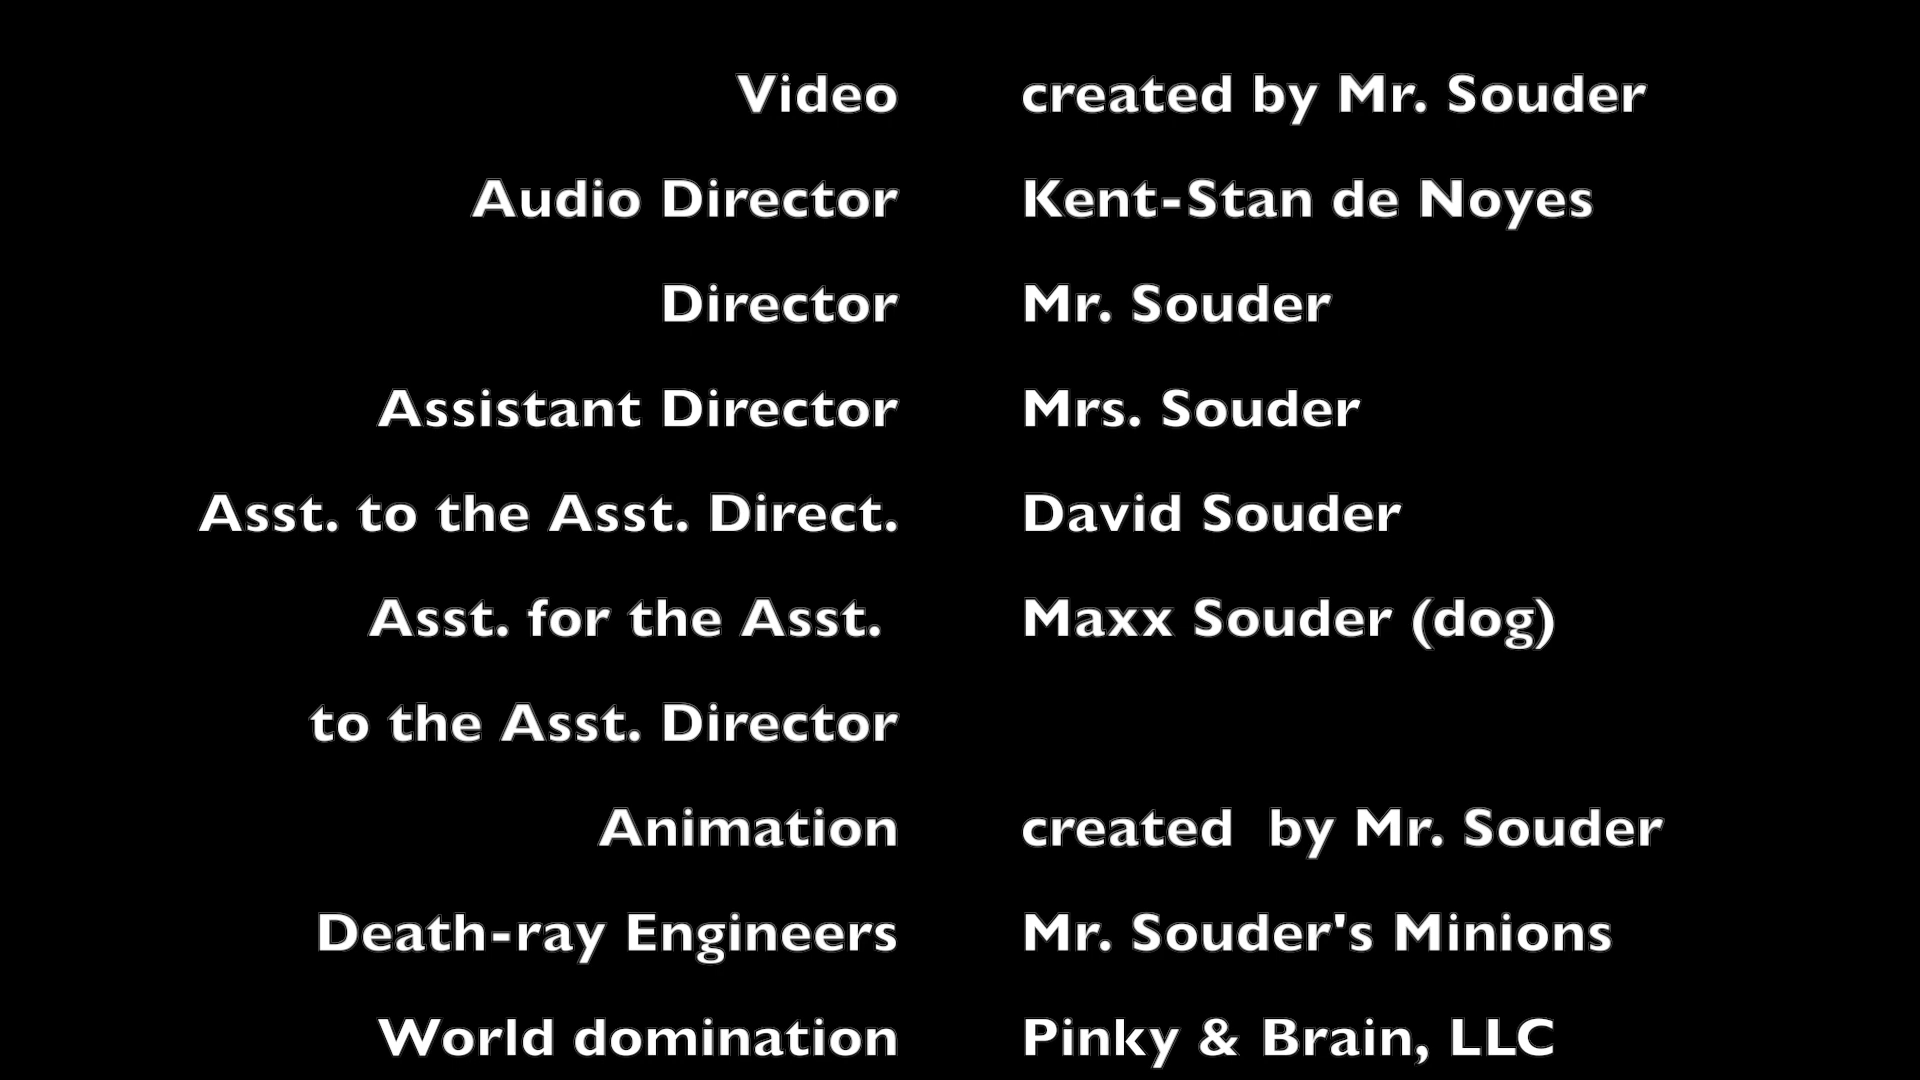 Video created by Mr. Souder
Audio Director Kent-Stan de Noyes
Director Mr. Souder
Assistant Director Mrs. Souder
Asst. to the Asst. Direct. David Souder
Asst. for the Asst. Maxx Souder (dog)
to the Asst. Director
Animation created by Mr. Souder
Death-ray Engineers Mr. Souder's Minions
World domination Pinky & Brain, LLC